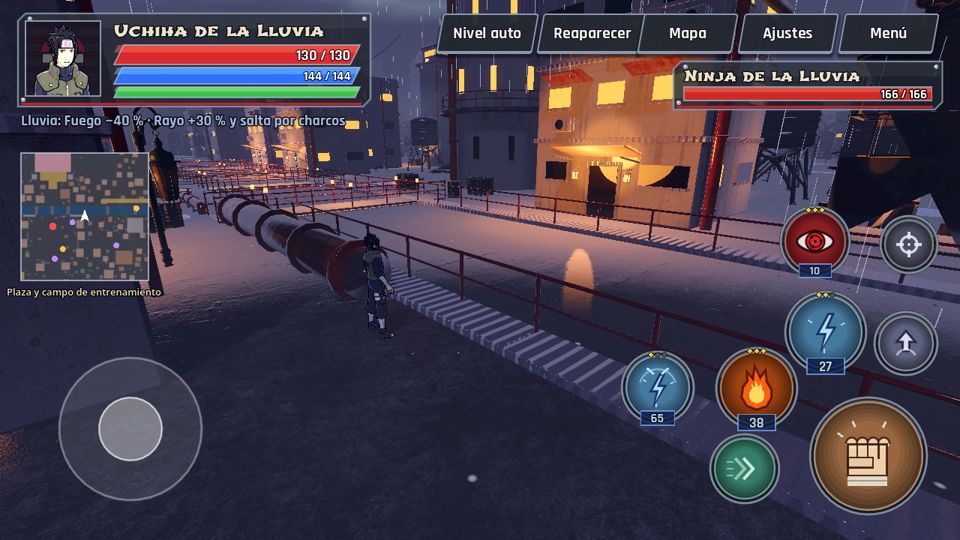 Uchiha de la Lluvia
130 / 130
144 / 144
Lluvia: Fuego −40 % · Rayo +30 % y salta por charcos
Plaza y campo de entrenamiento
Nivel auto
Reaparecer
Mapa
Ajustes
Menú
Ninja de la Lluvia
166 / 166
10
27
65
38